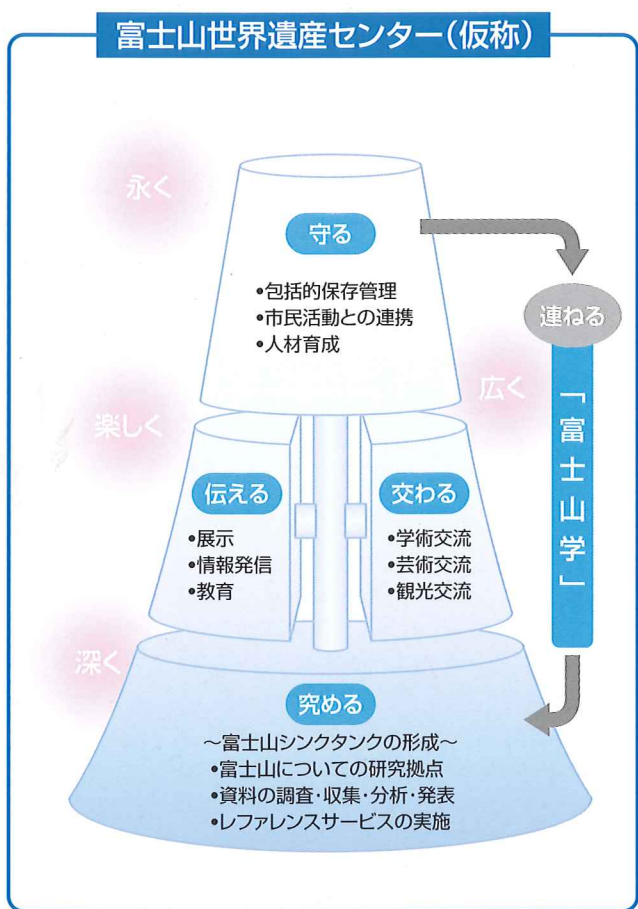 富士山世界遺産センター(仮称)
永く
守る
•包括的保存管理
•市民活動との連携
•人材育成
連ねる
「富士山学」
広く
楽しく
伝える
•展示
•情報発信
•教育
交わる
•学術交流
•芸術交流
•観光交流
深く
究める
〜富士山シンクタンクの形成〜
•富士山についての研究拠点
•資料の調査・収集・分析・発表
•レファレンスサービスの実施